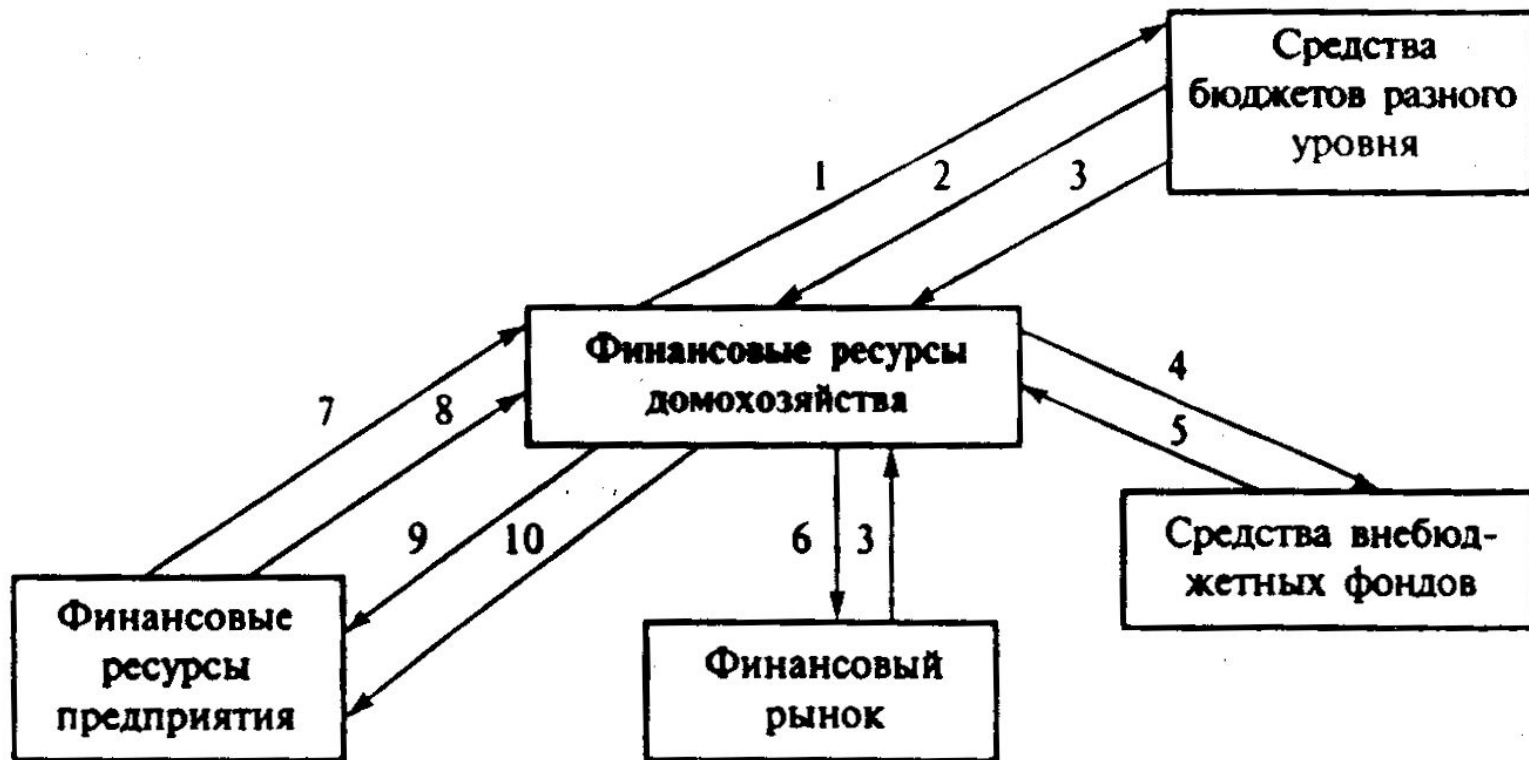 Средства
бюджетов разного
уровня
1
2
3
Финансовые ресурсы
домохозяйства
4
5
7
8
9
10
6
3
Средства внебюд-
жетных фондов
Финансовые
ресурсы
предприятия
Финансовый
рынок